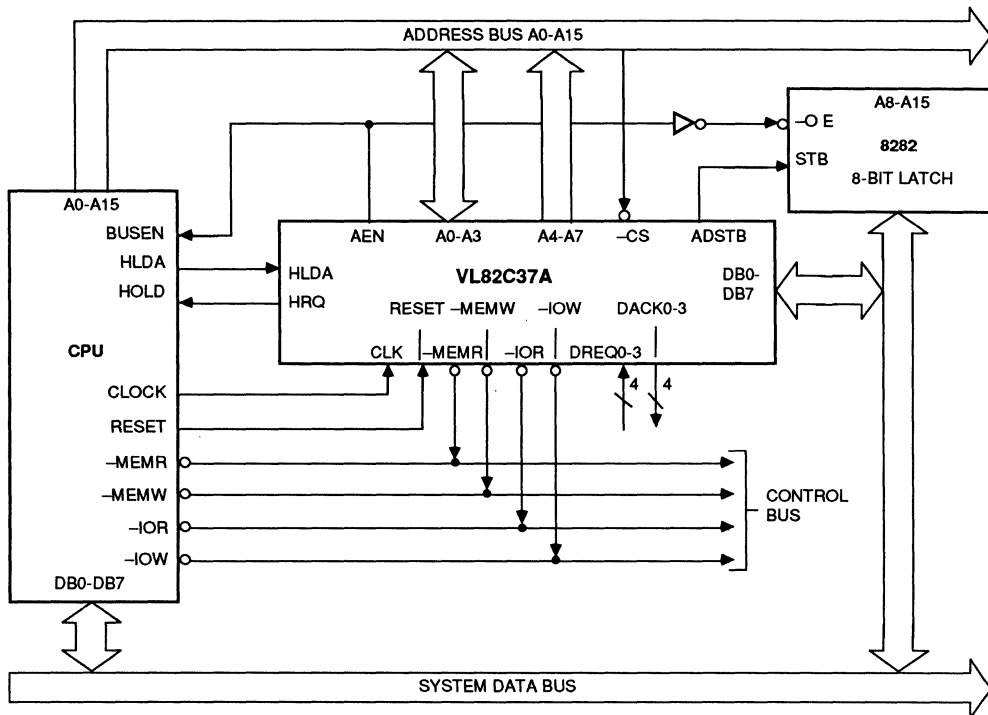 ADDRESS BUS A0-A15
A8-A15
–O E
8282
STB
8-BIT LATCH
A0-A15
BUSEN
HLDA
HOLD
CPU
CLOCK
RESET
–MEMR
–MEMW
–IOR
–IOW
DB0-DB7
AEN
A0-A3
A4-A7
–CS
ADSTB
HLDA
VL82C37A
DB0-
DB7
HRQ
RESET –MEMW –IOW DACK0-3
CLK –MEMR –IOR DREQ0-3
4
4
CONTROL
BUS
SYSTEM DATA BUS